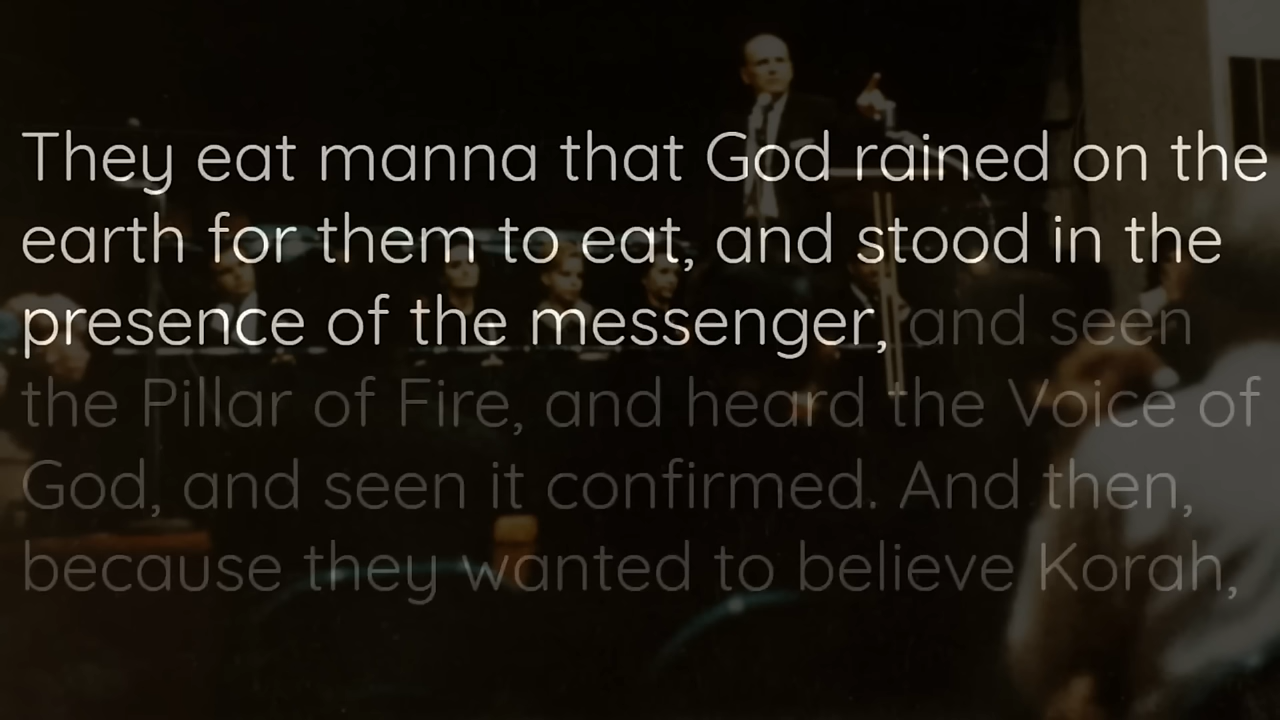 They eat manna that God rained on the
earth for them to eat, and stood in the
presence of the messenger, and seen
the Pillar of Fire, and heard the Voice of
God, and seen it confirmed. And then,
because they wanted to believe Korah,